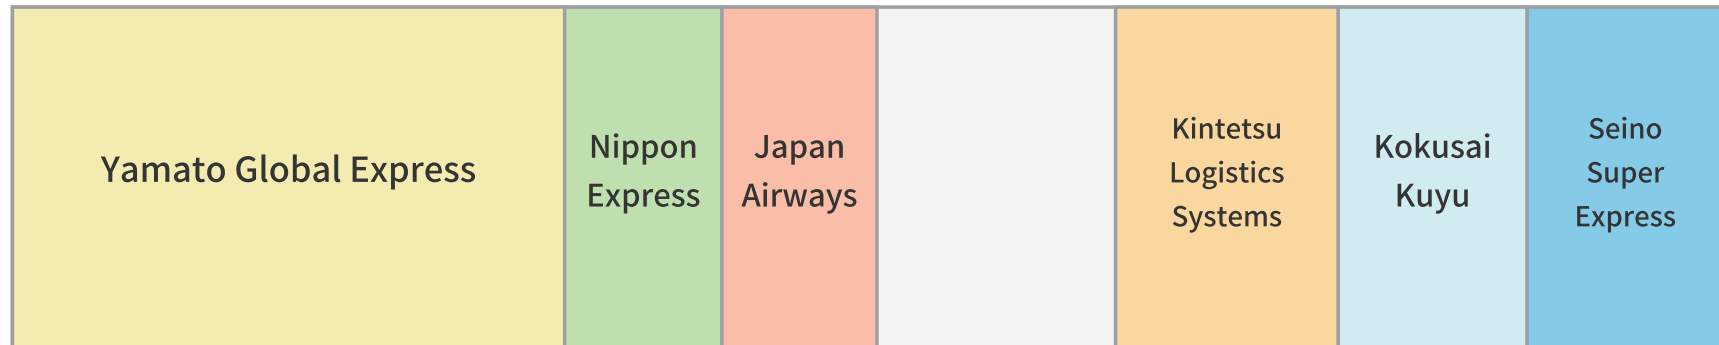 Yamato Global Express
Nippon
Express
Japan
Airways
Kintetsu
Logistics
Systems
Kokusai
Kuyu
Seino
Super
Express